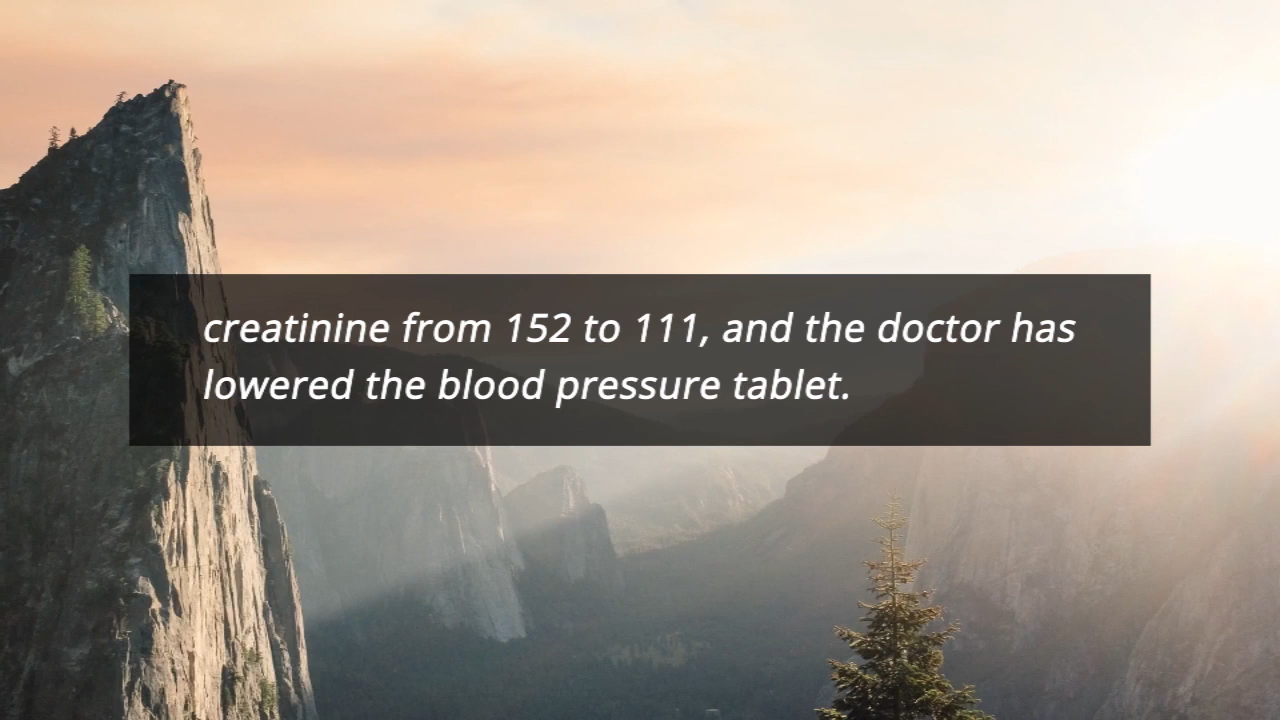 creatinine from 152 to 111, and the doctor has
lowered the blood pressure tablet.